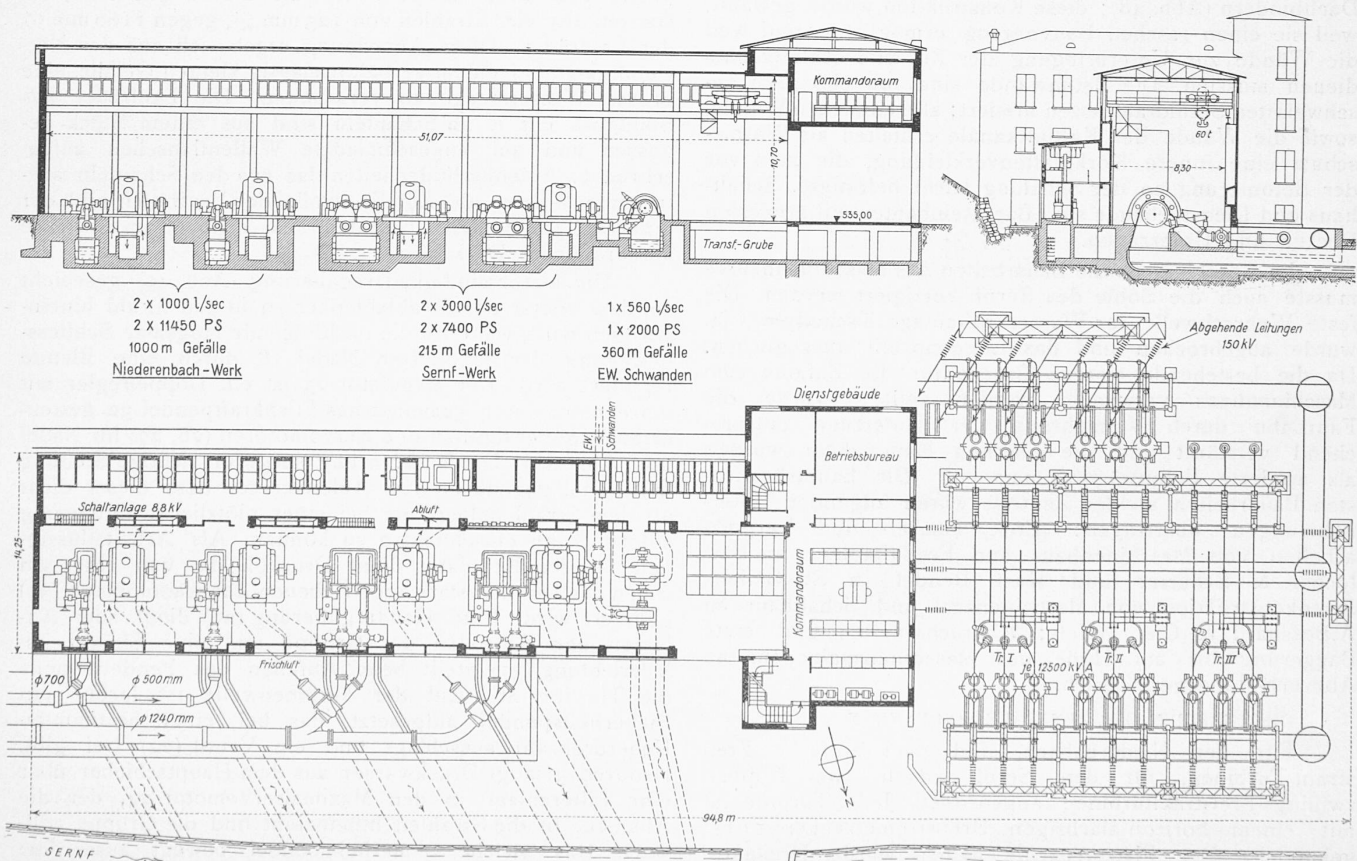 Kommandoraum
51,07
10,70
60 t
8,30
535,00
Transf.-Grube
2 x 1000 l/sec
2 x 11450 PS
1000 m Gefälle
Niederenbach-Werk
2 x 3000 l/sec
2 x 7400 PS
215 m Gefälle
Sernf-Werk
1 x 560 l/sec
1 x 2000 PS
360 m Gefälle
EW. Schwanden
Abgehende Leitungen
150 kV
Dienstgebäude
EW.
Schwanden
Betriebsbureau
Schaltanlage 8,8 kV
Abluft
14,25
Kommandoraum
Tr. I
Tr. II
Tr. III
je 12500 kVA
Frischluft
ϕ 700
ϕ 500 mm
ϕ 1240 mm
N
94,8 m
SERNF